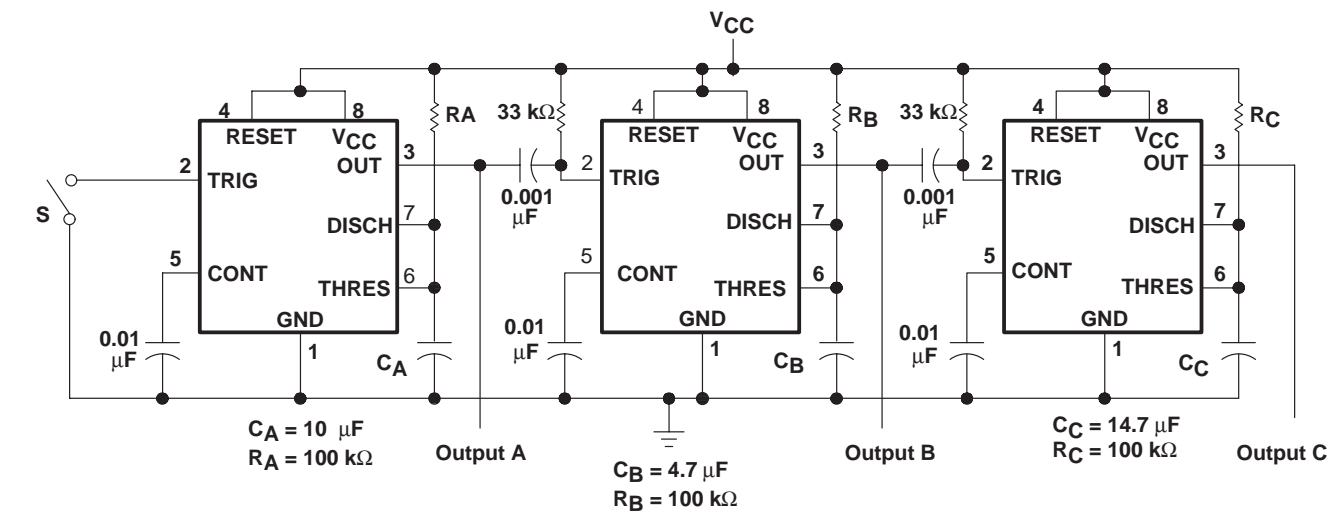 VCC
4
8
RESET
VCC
2
TRIG
OUT
3
S
DISCH
7
5
CONT
THRES
6
GND
1
0.01
μF
RA
CA
CA = 10 μF
RA = 100 kΩ
Output A
33 kΩ
0.001
μF
4
8
RESET
VCC
2
TRIG
OUT
3
DISCH
7
5
CONT
THRES
6
GND
1
0.01
μF
RB
CB
CB = 4.7 μF
RB = 100 kΩ
Output B
33 kΩ
0.001
μF
4
8
RESET
VCC
2
TRIG
OUT
3
DISCH
7
5
CONT
THRES
6
GND
1
0.01
μF
RC
CC
CC = 14.7 μF
RC = 100 kΩ
Output C